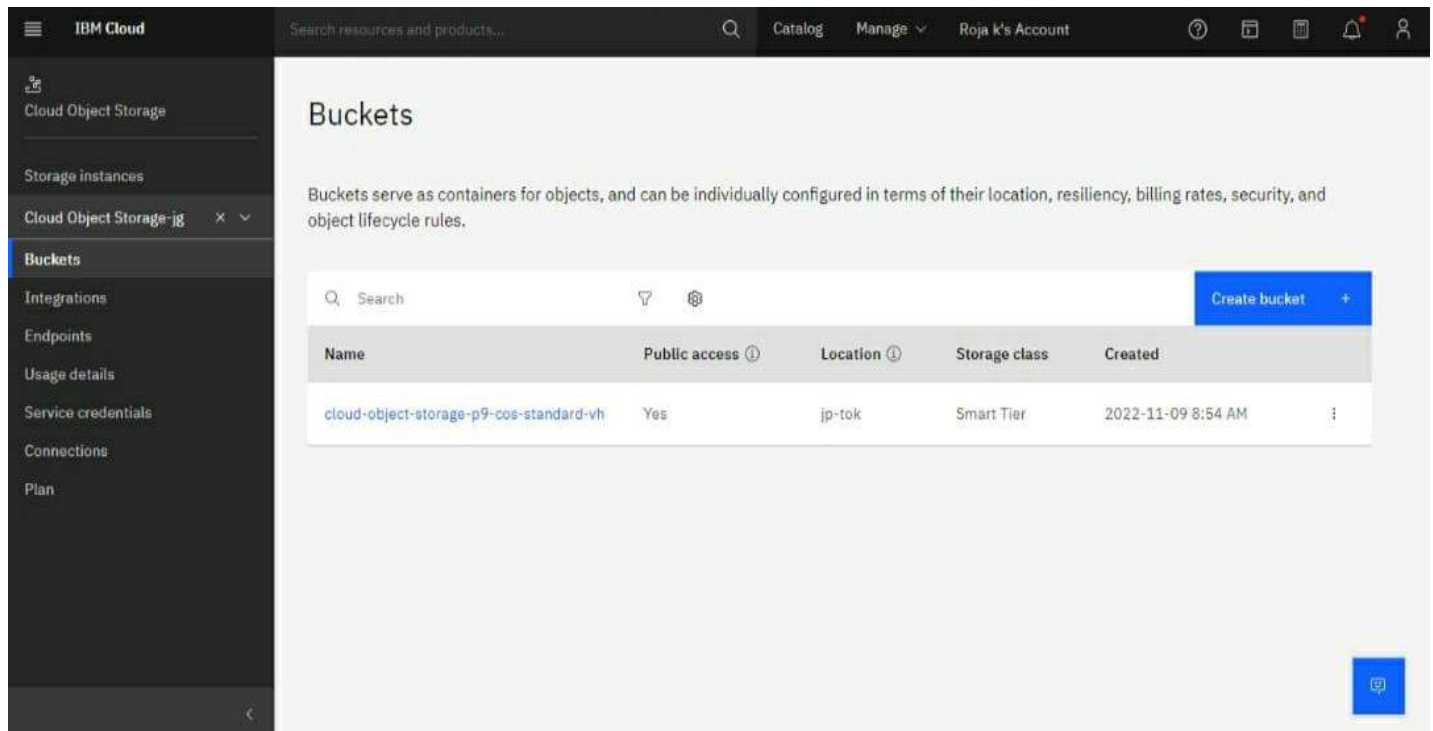 IBM Cloud
Search resources and products...
Catalog
Manage
Roja k's Account
Cloud Object Storage
Storage instances
Cloud Object Storage-jg
Buckets
Integrations
Endpoints
Usage details
Service credentials
Connections
Plan
Buckets
Buckets serve as containers for objects, and can be individually configured in terms of their location, resiliency, billing rates, security, and
object lifecycle rules.
Search
Create bucket +
Name Public access Location Storage class Created
cloud-object-storage-p9-cos-standard-vh Yes jp-tok Smart Tier 2022-11-09 8:54 AM